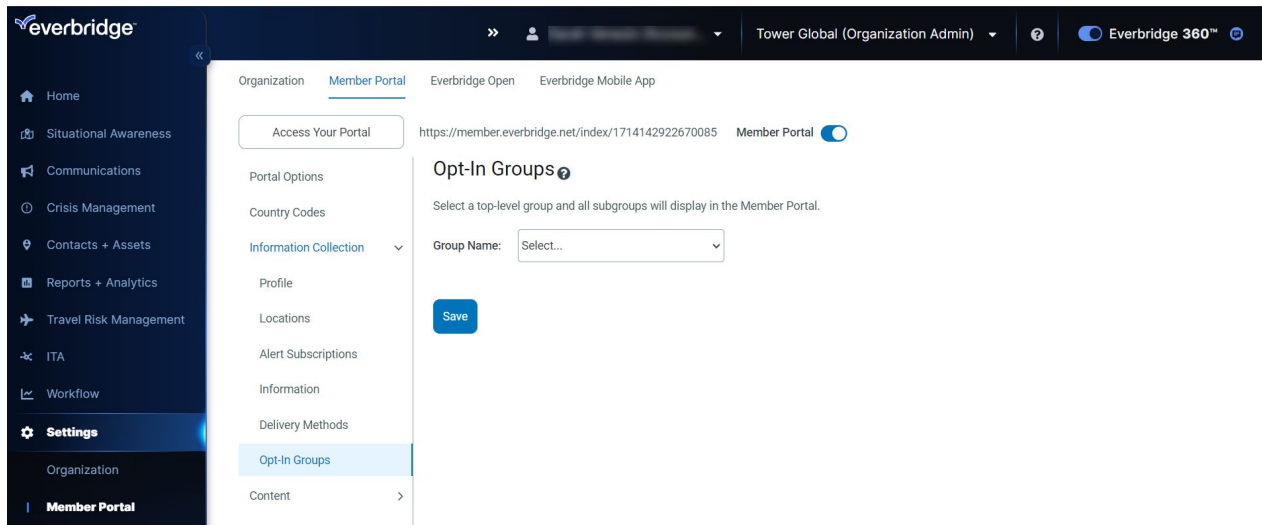 everbridge™
«
»
Tower Global (Organization Admin)
?
Everbridge 360™
Home
Situational Awareness
Communications
Crisis Management
Contacts + Assets
Reports + Analytics
Travel Risk Management
ITA
Workflow
Settings
Organization
Member Portal
Organization Member Portal Everbridge Open Everbridge Mobile App
Access Your Portal https://member.everbridge.net/index/1714142922670085 Member Portal
Portal Options
Country Codes
Information Collection
Profile
Locations
Alert Subscriptions
Information
Delivery Methods
Opt-In Groups
Content
Opt-In Groups ?
Select a top-level group and all subgroups will display in the Member Portal.
Group Name: Select...
Save